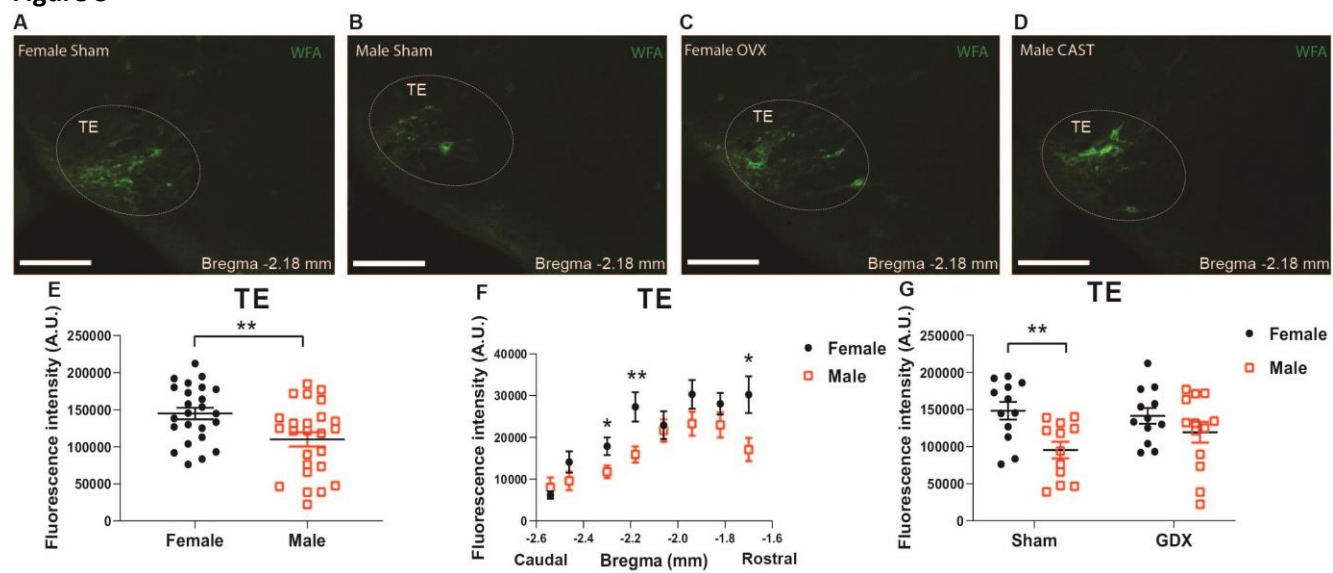 A
B
C
D
Female Sham
WFA
TE
Bregma -2.18 mm
Male Sham
WFA
TE
Bregma -2.18 mm
Female OVX
WFA
TE
Bregma -2.18 mm
Male CAST
WFA
TE
Bregma -2.18 mm
E
TE
Fluorescence intensity (A.U.)
250000
200000
150000
100000
50000
0
**
Female
Male
F
TE
Fluorescence intensity (A.U.)
40000
30000
20000
10000
0
*
**
*
-2.6
-2.4
-2.2
-2.0
-1.8
-1.6
Caudal
Bregma (mm)
Rostral
Female
Male
G
TE
Fluorescence intensity (A.U.)
250000
200000
150000
100000
50000
0
**
Sham
GDX
Female
Male